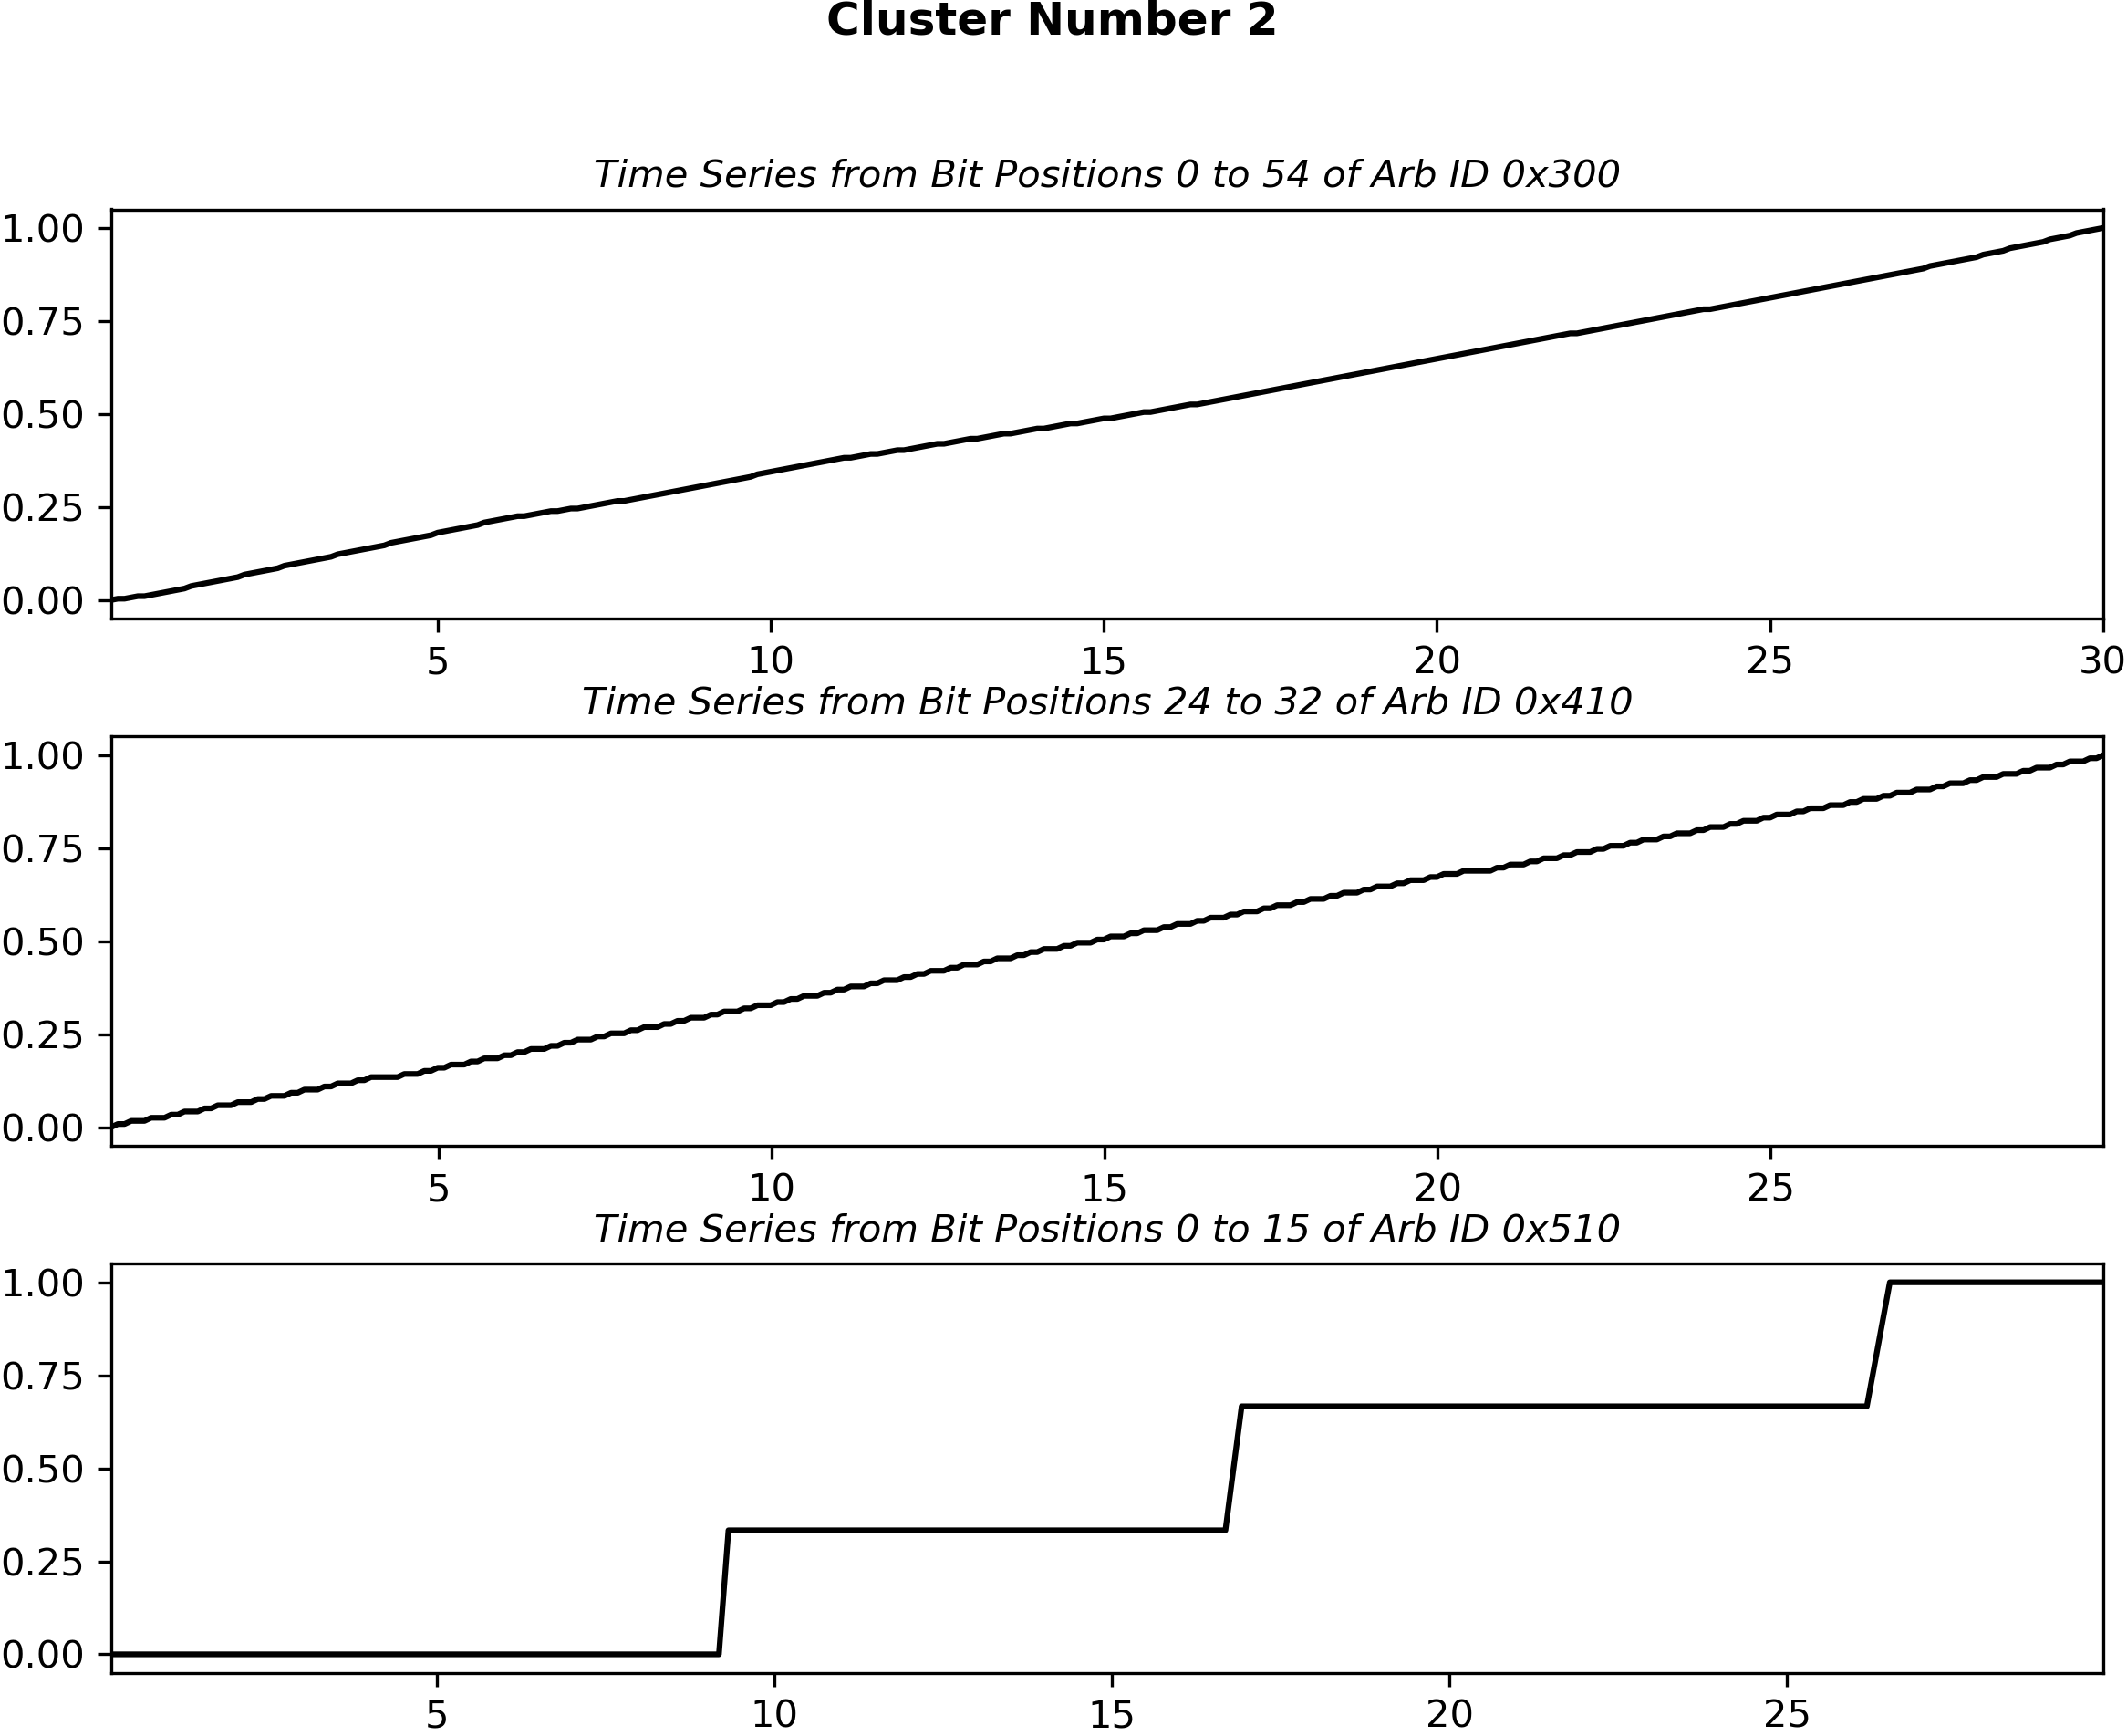 Cluster Number 2
Time Series from Bit Positions 0 to 54 of Arb ID 0x300
1.00
0.75
0.50
0.25
0.00
5 10 15 20 25 30
Time Series from Bit Positions 24 to 32 of Arb ID 0x410
1.00
0.75
0.50
0.25
0.00
5 10 15 20 25
Time Series from Bit Positions 0 to 15 of Arb ID 0x510
1.00
0.75
0.50
0.25
0.00
5 10 15 20 25